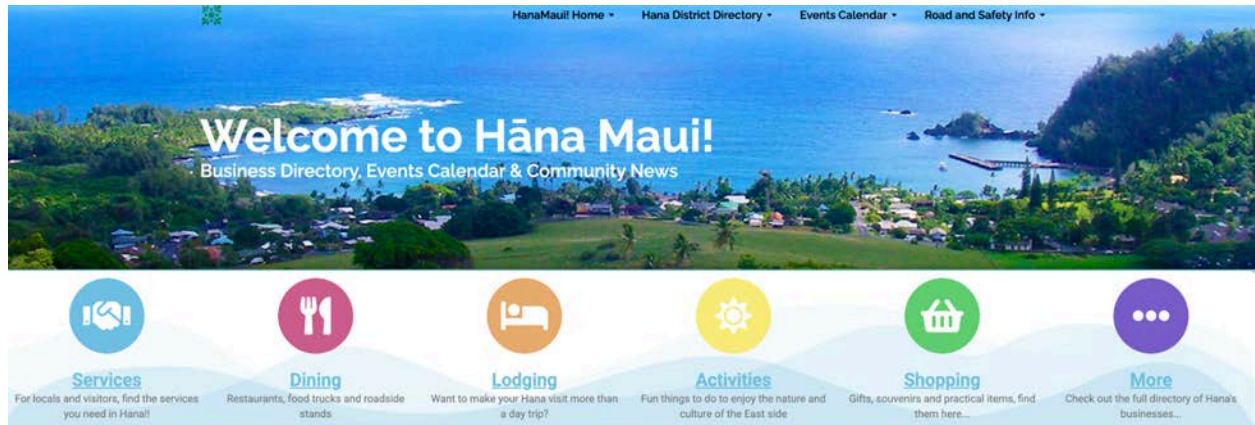 HanaMaui! Home
Hana District Directory
Events Calendar
Road and Safety Info
Welcome to Hāna Maui!
Business Directory, Events Calendar & Community News
Services
For locals and visitors, find the services
you need in Hana!!
Dining
Restaurants, food trucks and roadside
stands
Lodging
Want to make your Hana visit more than
a day trip?
Activities
Fun things to do to enjoy the nature and
culture of the East side
Shopping
Gifts, souvenirs and practical items, find
them here...
More
Check out the full directory of Hana's
businesses...